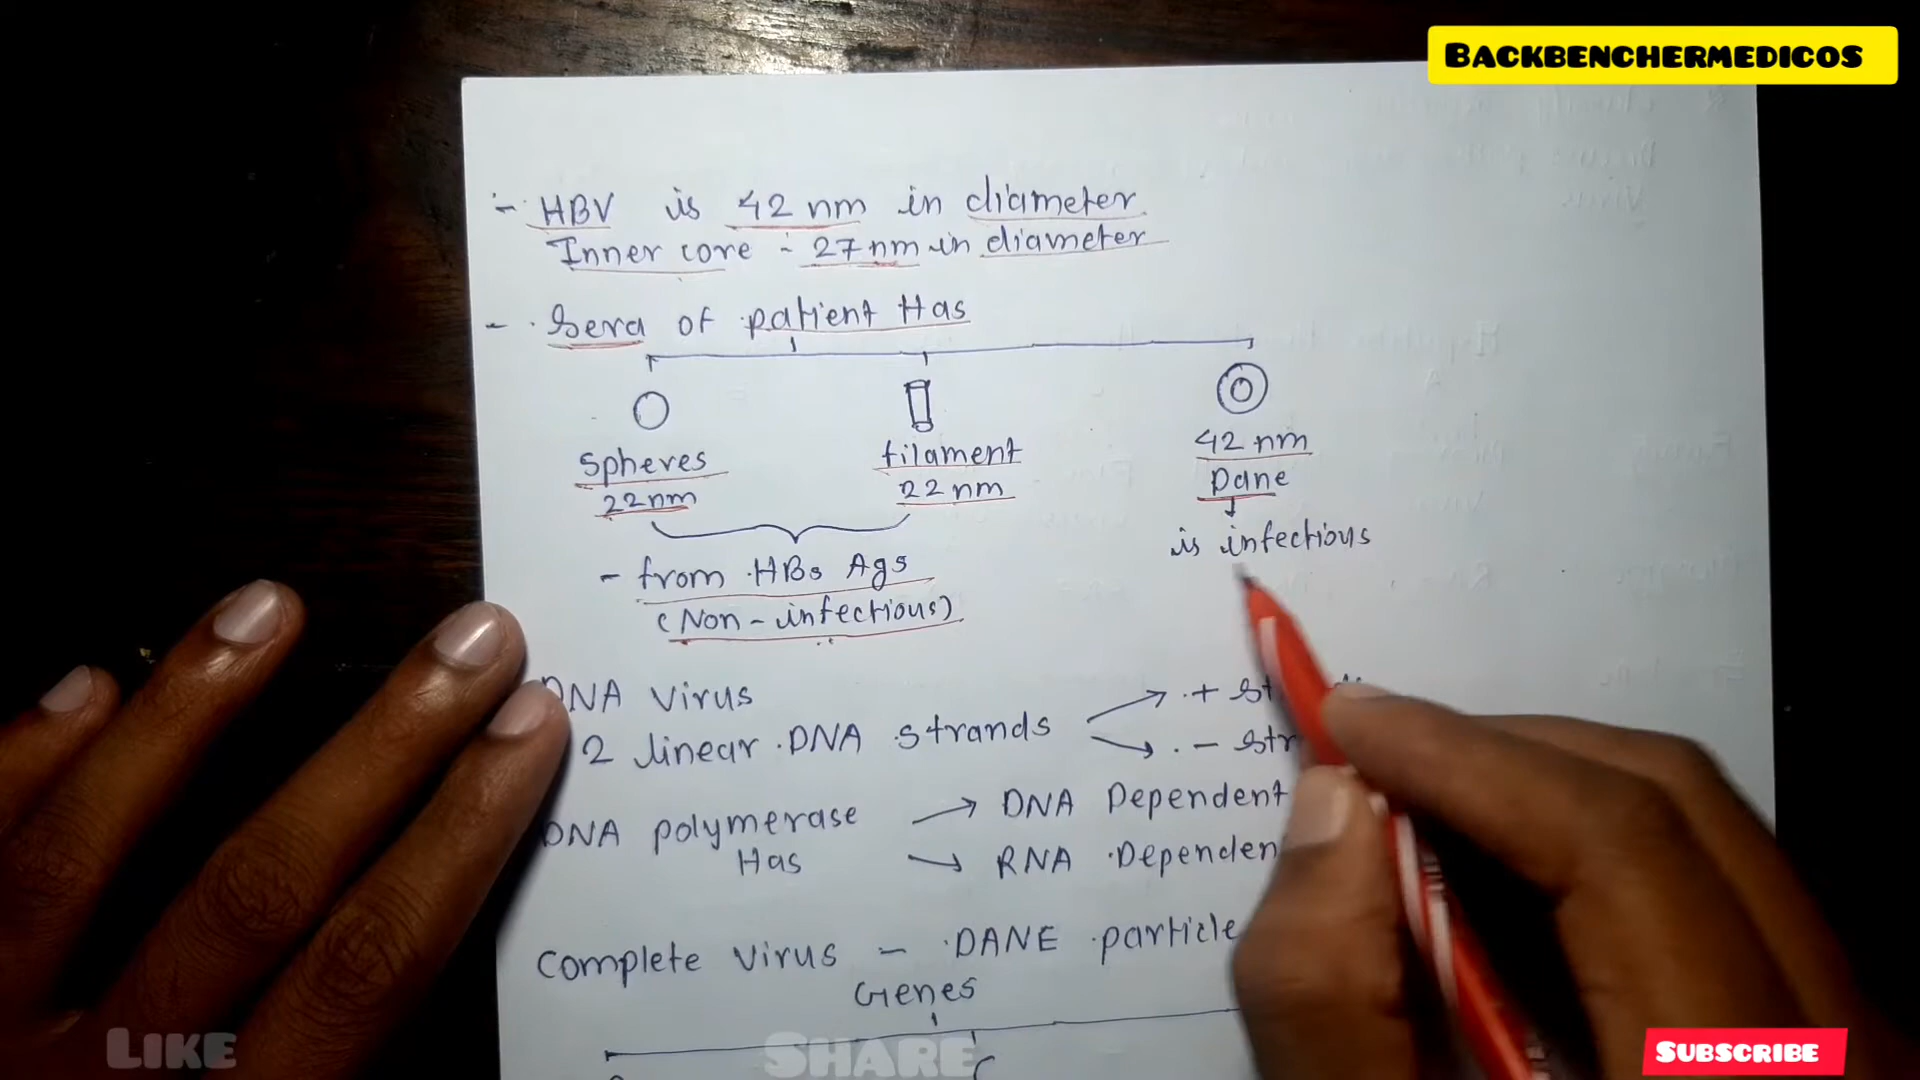 BACKBENCHERMEDICOS
- HBV is 42 nm in diameter
Inner core - 27 nm in diameter
- Sera of patient Has
Spheres filament 42 nm
22nm 22 nm Dane
is infectious
- from HBs Ags
(Non-infectious)
DNA virus
2 linear DNA strands + -
DNA polymerase DNA Dependent
Has RNA Dependen
Complete virus - DANE particle
Genes
LIKE SHARE SUBSCRIBE